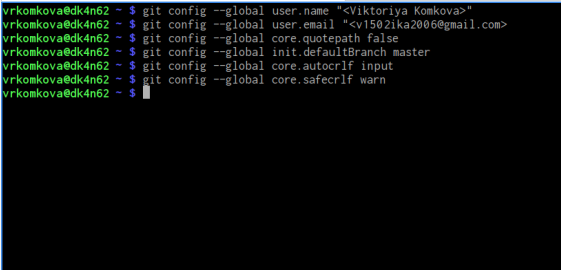 vrkomkova@dk4n62 ~ $ git config --global user.name "<Viktoriya Komkova>"
vrkomkova@dk4n62 ~ $ git config --global user.email "<v1502ika2006@gmail.com>
vrkomkova@dk4n62 ~ $ git config --global core.quotepath false
vrkomkova@dk4n62 ~ $ git config --global init.defaultBranch master
vrkomkova@dk4n62 ~ $ git config --global core.autocrlf input
vrkomkova@dk4n62 ~ $ git config --global core.safecrlf warn
vrkomkova@dk4n62 ~ $